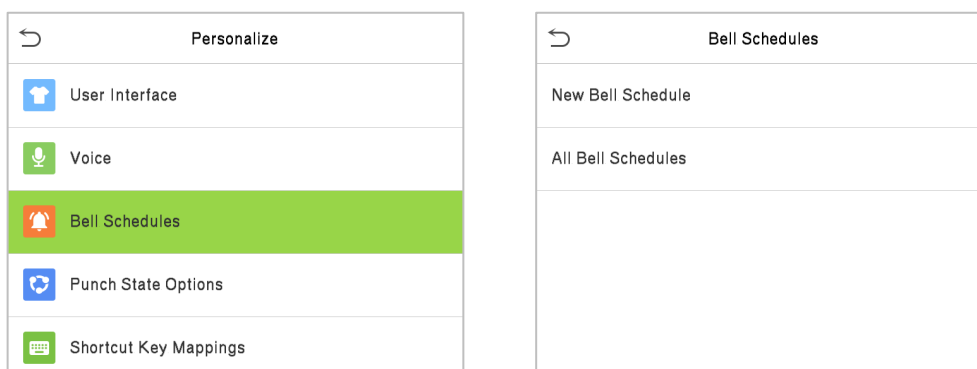 Personalize
User Interface
Voice
Bell Schedules
Punch State Options
Shortcut Key Mappings
Bell Schedules
New Bell Schedule
All Bell Schedules